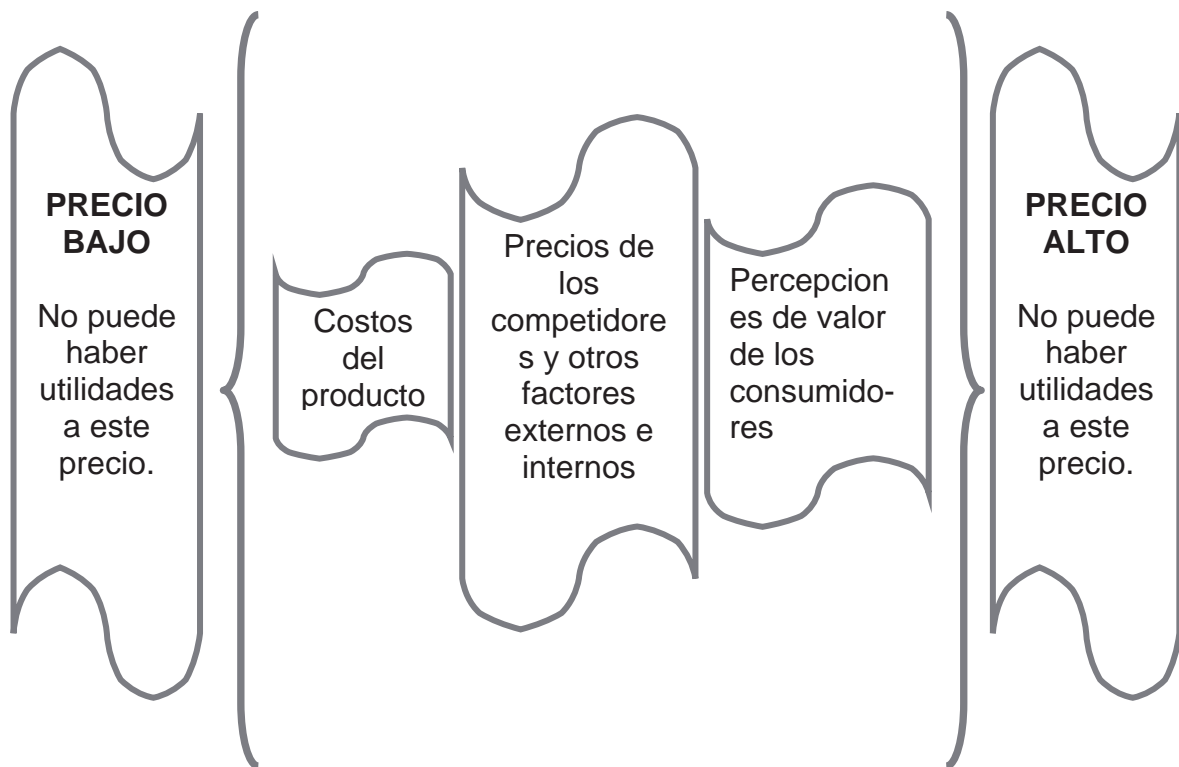 PRECIO
BAJO
No puede
haber
utilidades
a este
precio.
Costos
del
producto
Precios de
los
competidore
s y otros
factores
externos e
internos
Percepcion
es de valor
de los
consumido-
res
PRECIO
ALTO
No puede
haber
utilidades
a este
precio.